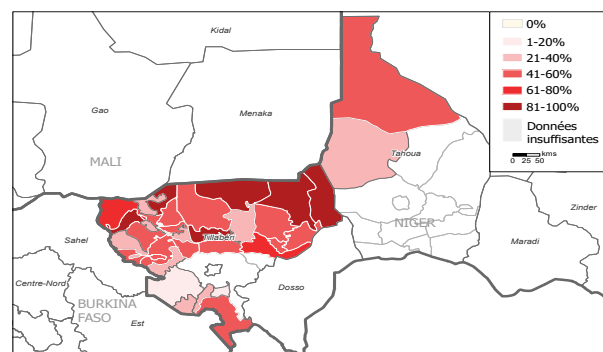 Kidal
Gao
Menaka
MALI
Tahoua
NIGER
Zinder
Maradi
Tillabéri
Sahel
Dosso
Centre-Nord
BURKINA
FASO
Est
0%
1-20%
21-40%
41-60%
61-80%
81-100%
Données
insuffisantes
kms
0 25 50